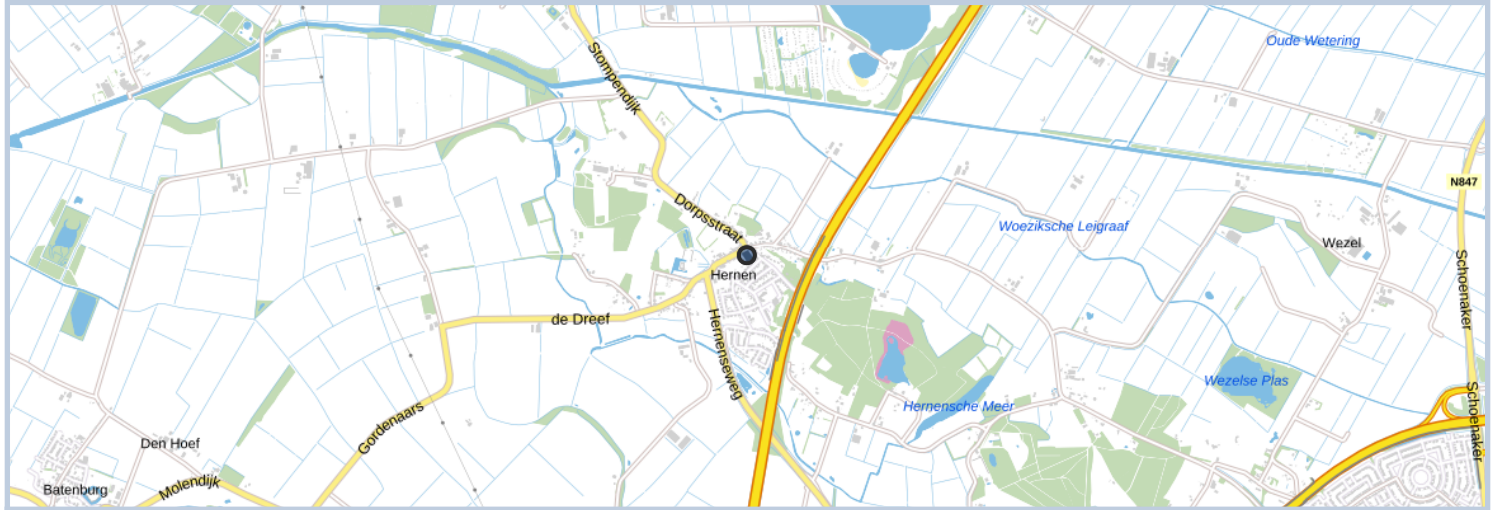 Oude Wetering
Stompendijk
N847
Dorpsstraat
Woeziksche Leigraaf
Wezel
Hernen
Schoenaker
de Dreef
Hernenseweg
Wezelse Plas
Hernensche Meer
Schoenaker
Gordenaars
Den Hoef
Molendijk
Batenburg